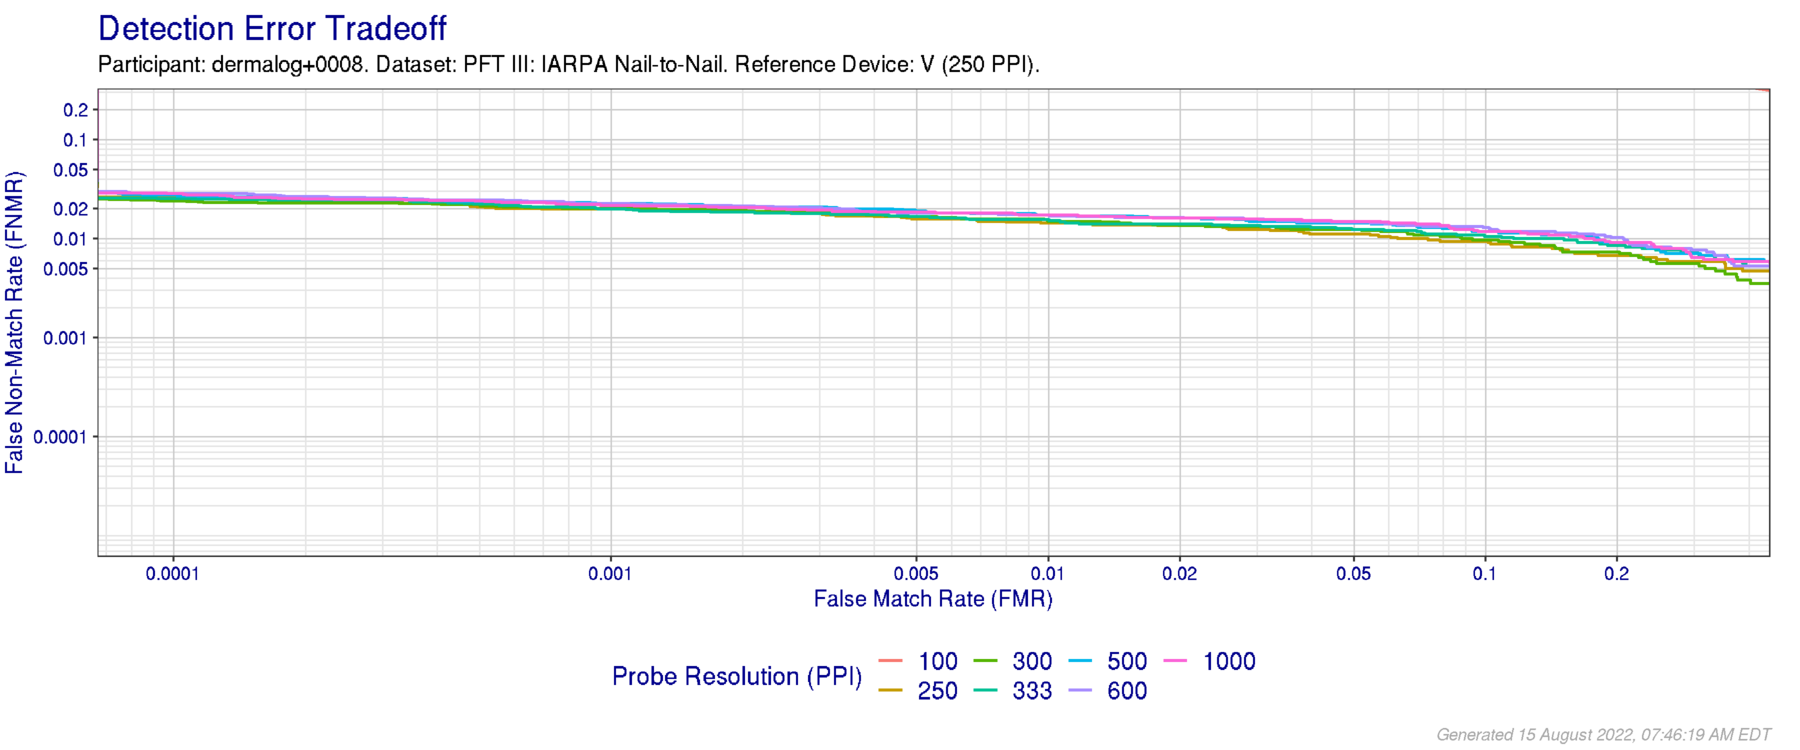 Detection Error Tradeoff
Participant: dermalog+0008. Dataset: PFT III: IARPA Nail-to-Nail. Reference Device: V (250 PPI).
False Non-Match Rate (FNMR)
0.2
0.1
0.05
0.02
0.01
0.005
0.001
0.0001
0.0001 0.001 0.005 0.01 0.02 0.05 0.1 0.2
False Match Rate (FMR)
Probe Resolution (PPI)
100 300 500 1000
250 333 600
Generated 15 August 2022, 07:46:19 AM EDT